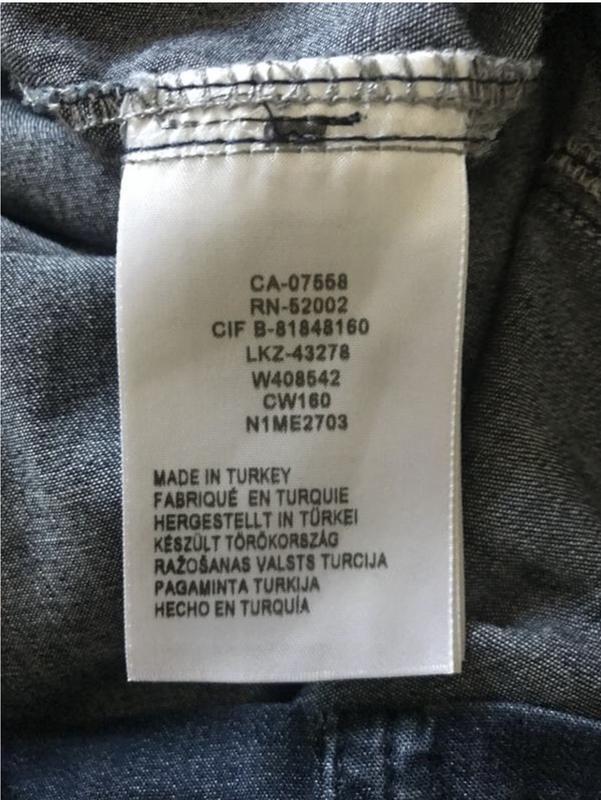 CA-07558
RN-52002
CIF B-81848160
LKZ-43278
W408542
CW160
N1ME2703
MADE IN TURKEY
FABRIQUÉ EN TURQUIE
HERGESTELLT IN TÜRKEI
KÉSZÜLT TÖRÖKORSZÁG
RAŽOŠANAS VALSTS TURCIJA
PAGAMINTA TURKIJA
HECHO EN TURQUÍA